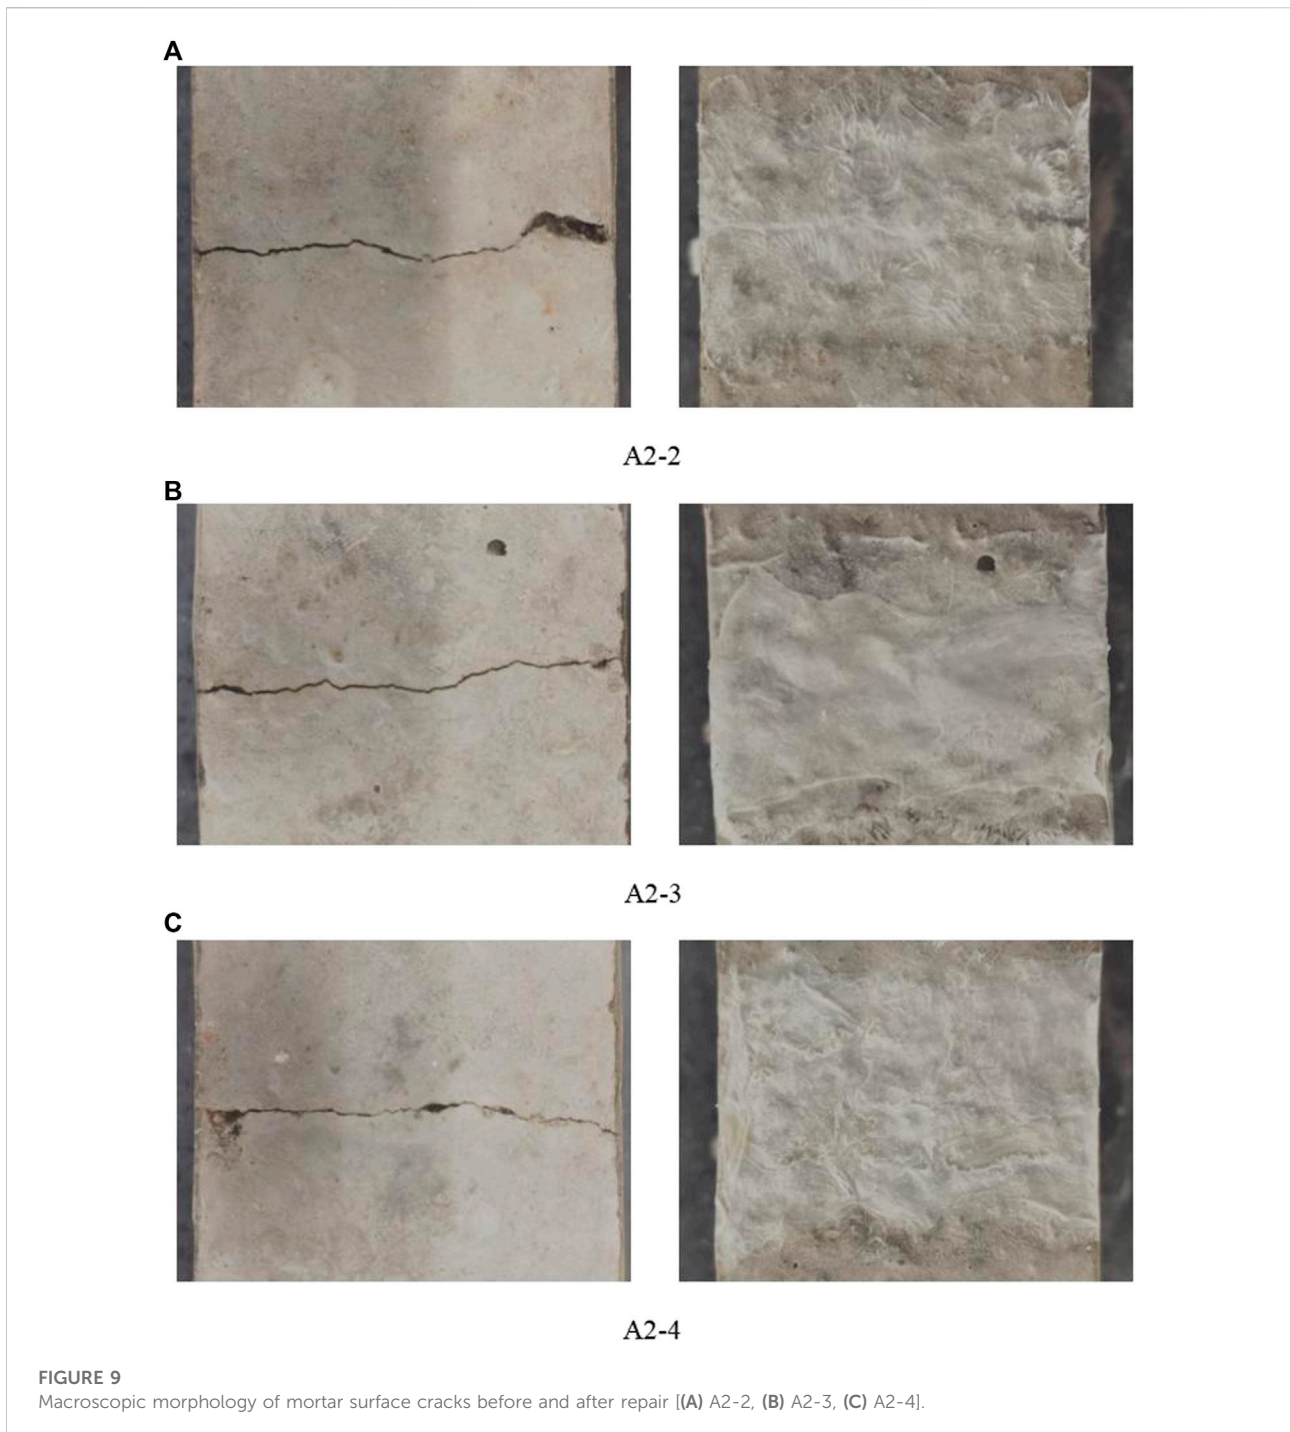 A
A2-2
B
A2-3
C
A2-4
FIGURE 9
Macroscopic morphology of mortar surface cracks before and after repair [(A) A2-2, (B) A2-3, (C) A2-4].